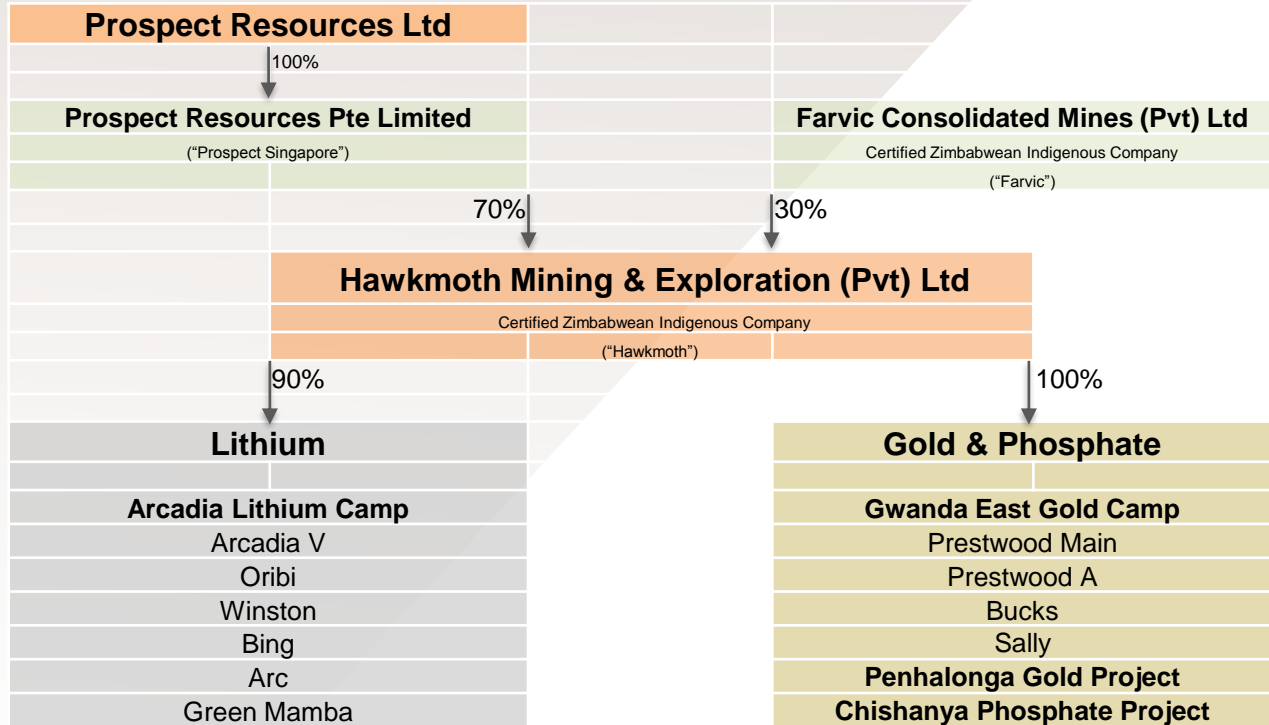 Prospect Resources Ltd
100%
Prospect Resources Pte Limited
(“Prospect Singapore”)
Farvic Consolidated Mines (Pvt) Ltd
Certified Zimbabwean Indigenous Company
(“Farvic”)
70%
30%
Hawkmoth Mining & Exploration (Pvt) Ltd
Certified Zimbabwean Indigenous Company
(“Hawkmoth”)
90%
100%
Lithium
Arcadia Lithium Camp
Arcadia V
Oribi
Winston
Bing
Arc
Green Mamba
Gold & Phosphate
Gwanda East Gold Camp
Prestwood Main
Prestwood A
Bucks
Sally
Penhalonga Gold Project
Chishanya Phosphate Project